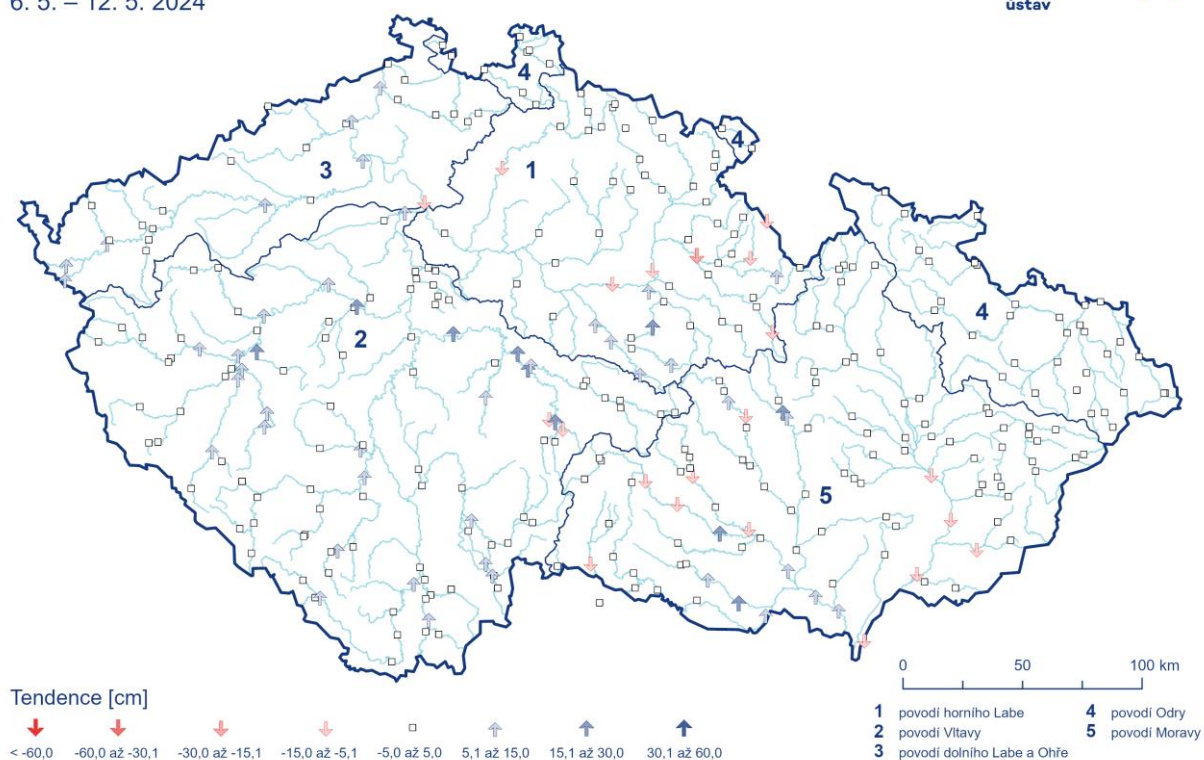 6. 5. – 12. 5. 2024
ústav
4
4
3
1
4
2
5
0 50 100 km
Tendence [cm]
< -60,0 -60,0 až -30,1 -30,0 až -15,1 -15,0 až -5,1 -5,0 až 5,0 5,1 až 15,0 15,1 až 30,0 30,1 až 60,0
1 povodí horního Labe 4 povodí Odry
2 povodí Vltavy 5 povodí Moravy
3 povodí dolního Labe a Ohře